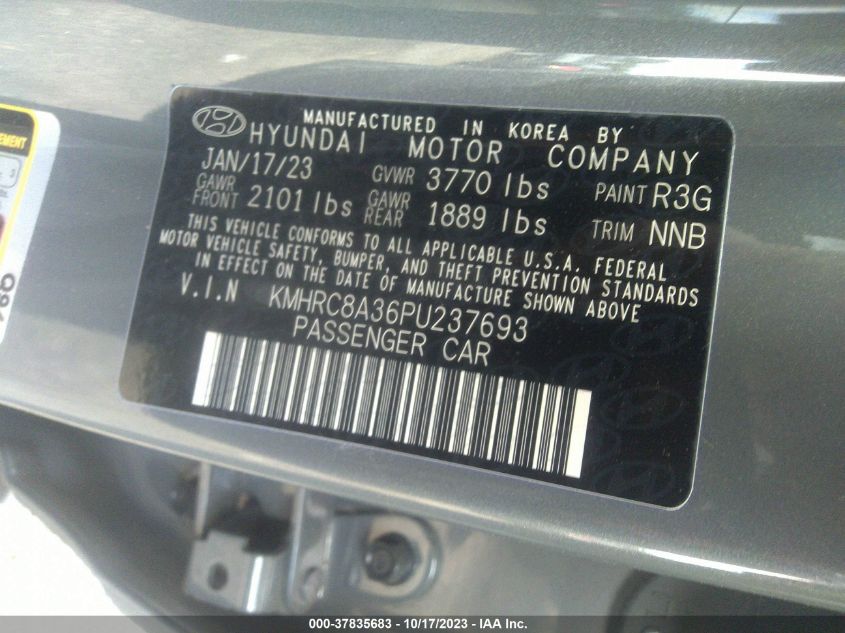 MANUFACTURED IN KOREA BY
HYUNDAI MOTOR COMPANY
JAN/17/23 GVWR 3770 lbs PAINT R3G
GAWR FRONT 2101 lbs GAWR REAR 1889 lbs TRIM NNB
THIS VEHICLE CONFORMS TO ALL APPLICABLE U.S.A. FEDERAL
MOTOR VEHICLE SAFETY, BUMPER, AND THEFT PREVENTION STANDARDS
IN EFFECT ON THE DATE OF MANUFACTURE SHOWN ABOVE
V.I.N KMHRC8A36PU237693
PASSENGER CAR
000-37835683 - 10/17/2023 - IAA Inc.